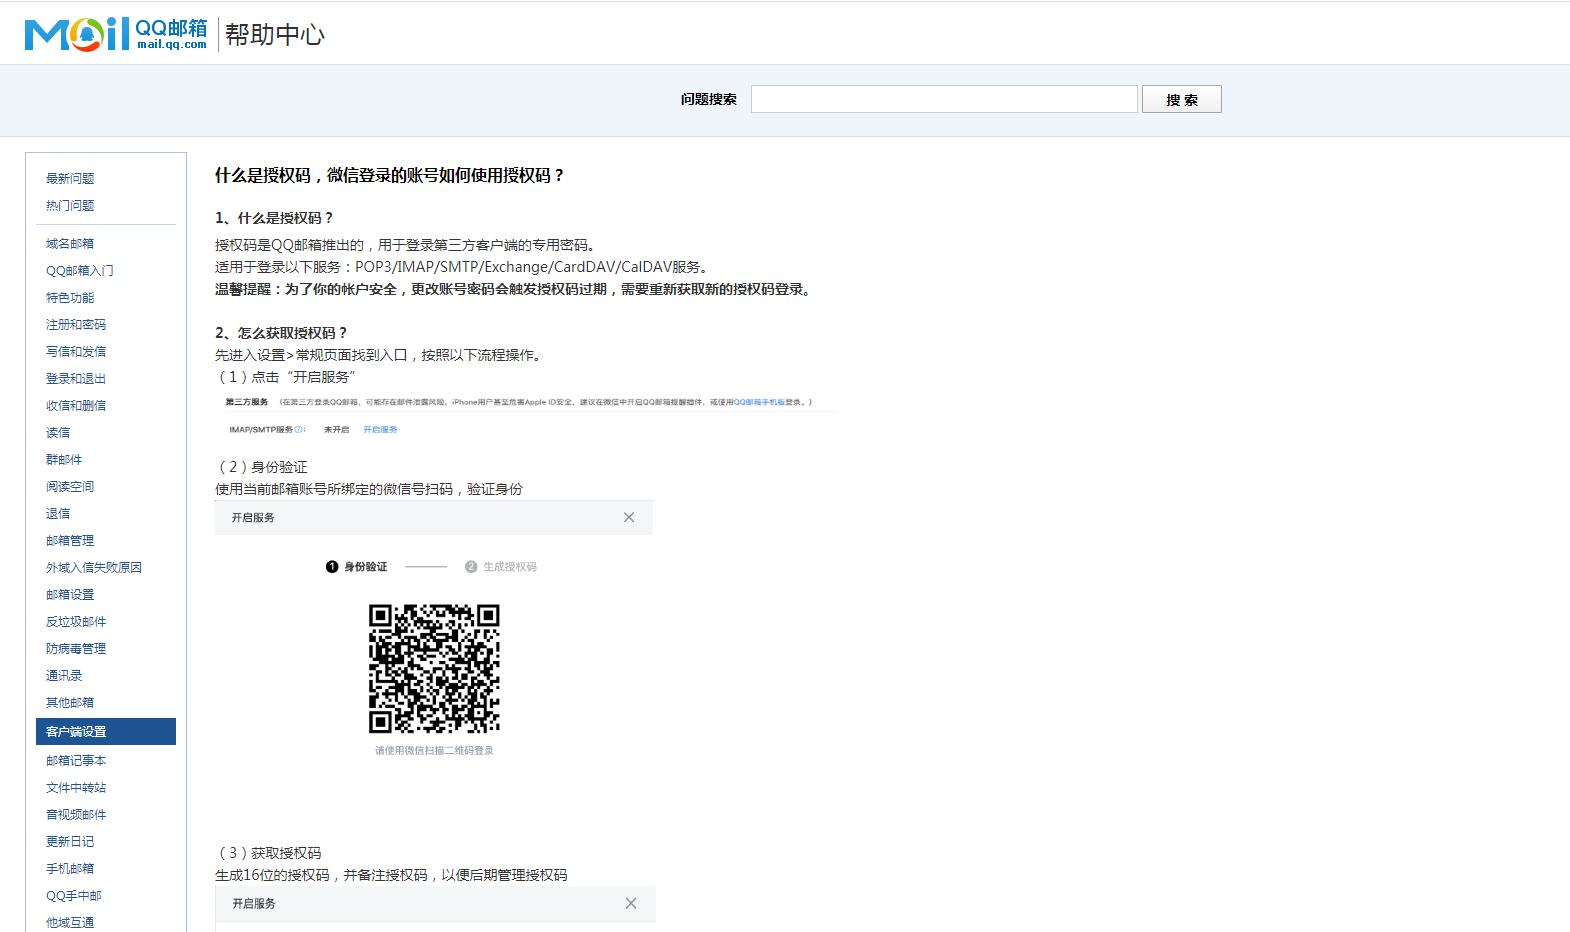 Mail QQ邮箱
mail.qq.com
帮助中心
问题搜索
搜 索
最新问题
热门问题
域名邮箱
QQ邮箱入门
特色功能
注册和密码
写信和发信
登录和退出
收信和删信
读信
群邮件
阅读空间
退信
邮箱管理
外域入信失败原因
邮箱设置
反垃圾邮件
防病毒管理
通讯录
其他邮箱
客户端设置
邮箱记事本
文件中转站
音视频邮件
更新日记
手机邮箱
QQ手中邮
他域互通
什么是授权码，微信登录的账号如何使用授权码？
1、什么是授权码？
授权码是QQ邮箱推出的，用于登录第三方客户端的专用密码。
适用于登录以下服务：POP3/IMAP/SMTP/Exchange/CardDAV/CalDAV服务。
温馨提醒：为了你的帐户安全，更改账号密码会触发授权码过期，需要重新获取新的授权码登录。
2、怎么获取授权码？
先进入设置>常规页面找到入口，按照以下流程操作。
（1）点击“开启服务”
第三方服务 （在第三方登录QQ邮箱，可能存在邮件泄露风险，iPhone用户甚至危害Apple ID安全，建议在微信中开启QQ邮箱提醒插件，或使用QQ邮箱手机版登录。）
IMAP/SMTP服务?: 未开启 开启服务
（2）身份验证
使用当前邮箱账号所绑定的微信号扫码，验证身份
开启服务
1 身份验证 2 生成授权码
请使用微信扫描二维码登录
（3）获取授权码
生成16位的授权码，并备注授权码，以便后期管理授权码
开启服务